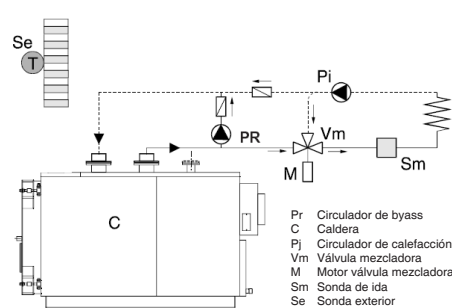 Se
T
Pi
PR
Vm
M
Sm
C
Pr Circulador de byass
C Caldera
Pj Circulador de calefacción
Vm Válvula mezcladora
M Motor válvula mezcladora
Sm Sonda de ida
Se Sonda exterior